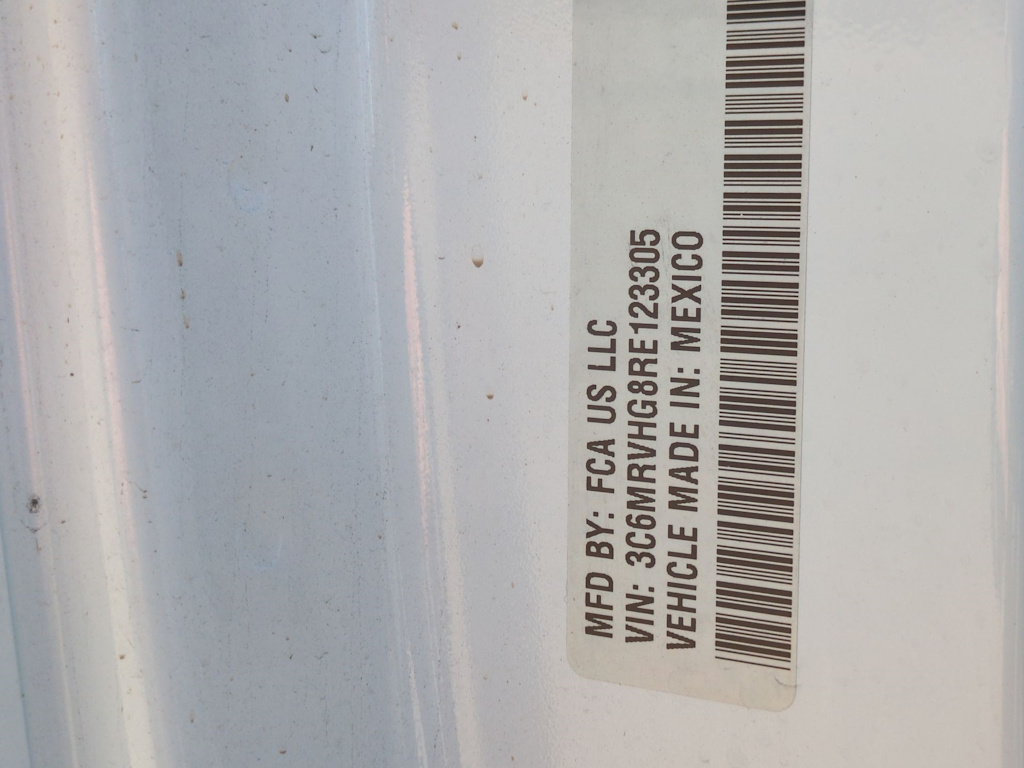 MFD BY: FCA US LLC
VIN: 3C6MRVHG8RE123305
VEHICLE MADE IN: MEXICO